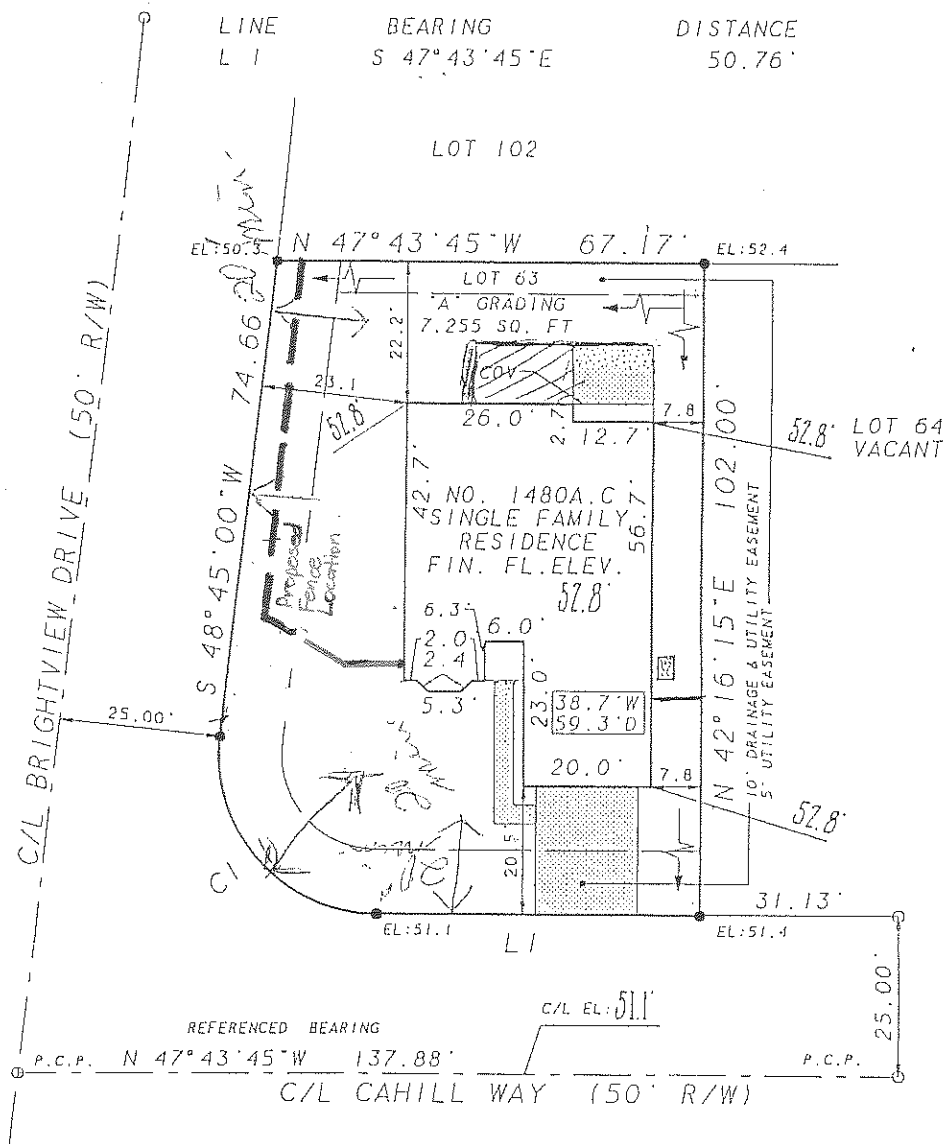 LINE BEARING DISTANCE
L1 S 47°43'45"E 50.76'
LOT 102
20' min
EL:50.3 N 47°43'45"W 67.17' EL:52.4
LOT 63
"A" GRADING
7,255 SQ. FT
22.2'
74.66'
23.1
52.8'
COV
26.0'
2.7'
12.7'
7.8
52.8'
LOT 64
VACANT
42.7'
NO. 1480A.C
SINGLE FAMILY
RESIDENCE
FIN. FL.ELEV.
52.8'
56.7'
S 48°45'00"W
Proposed
Fence
Location
6.3'
6.0'
2.0
2.4
5.3'
23.0'
38.7'W
59.3'D
20.0'
7.8
52.8'
N 42°16'15"E 102.00'
10' DRAINAGE & UTILITY EASEMENT
5' UTILITY EASEMENT
25.00'
C/L BRIGHTVIEW DRIVE (50' R/W)
20' min
20.5'
C1
31.13'
EL:51.1
L1
EL:51.4
25.00'
C/L EL: 51.1'
REFERENCED BEARING
P.C.P. N 47°43'45"W 137.88' P.C.P.
C/L CAHILL WAY (50' R/W)